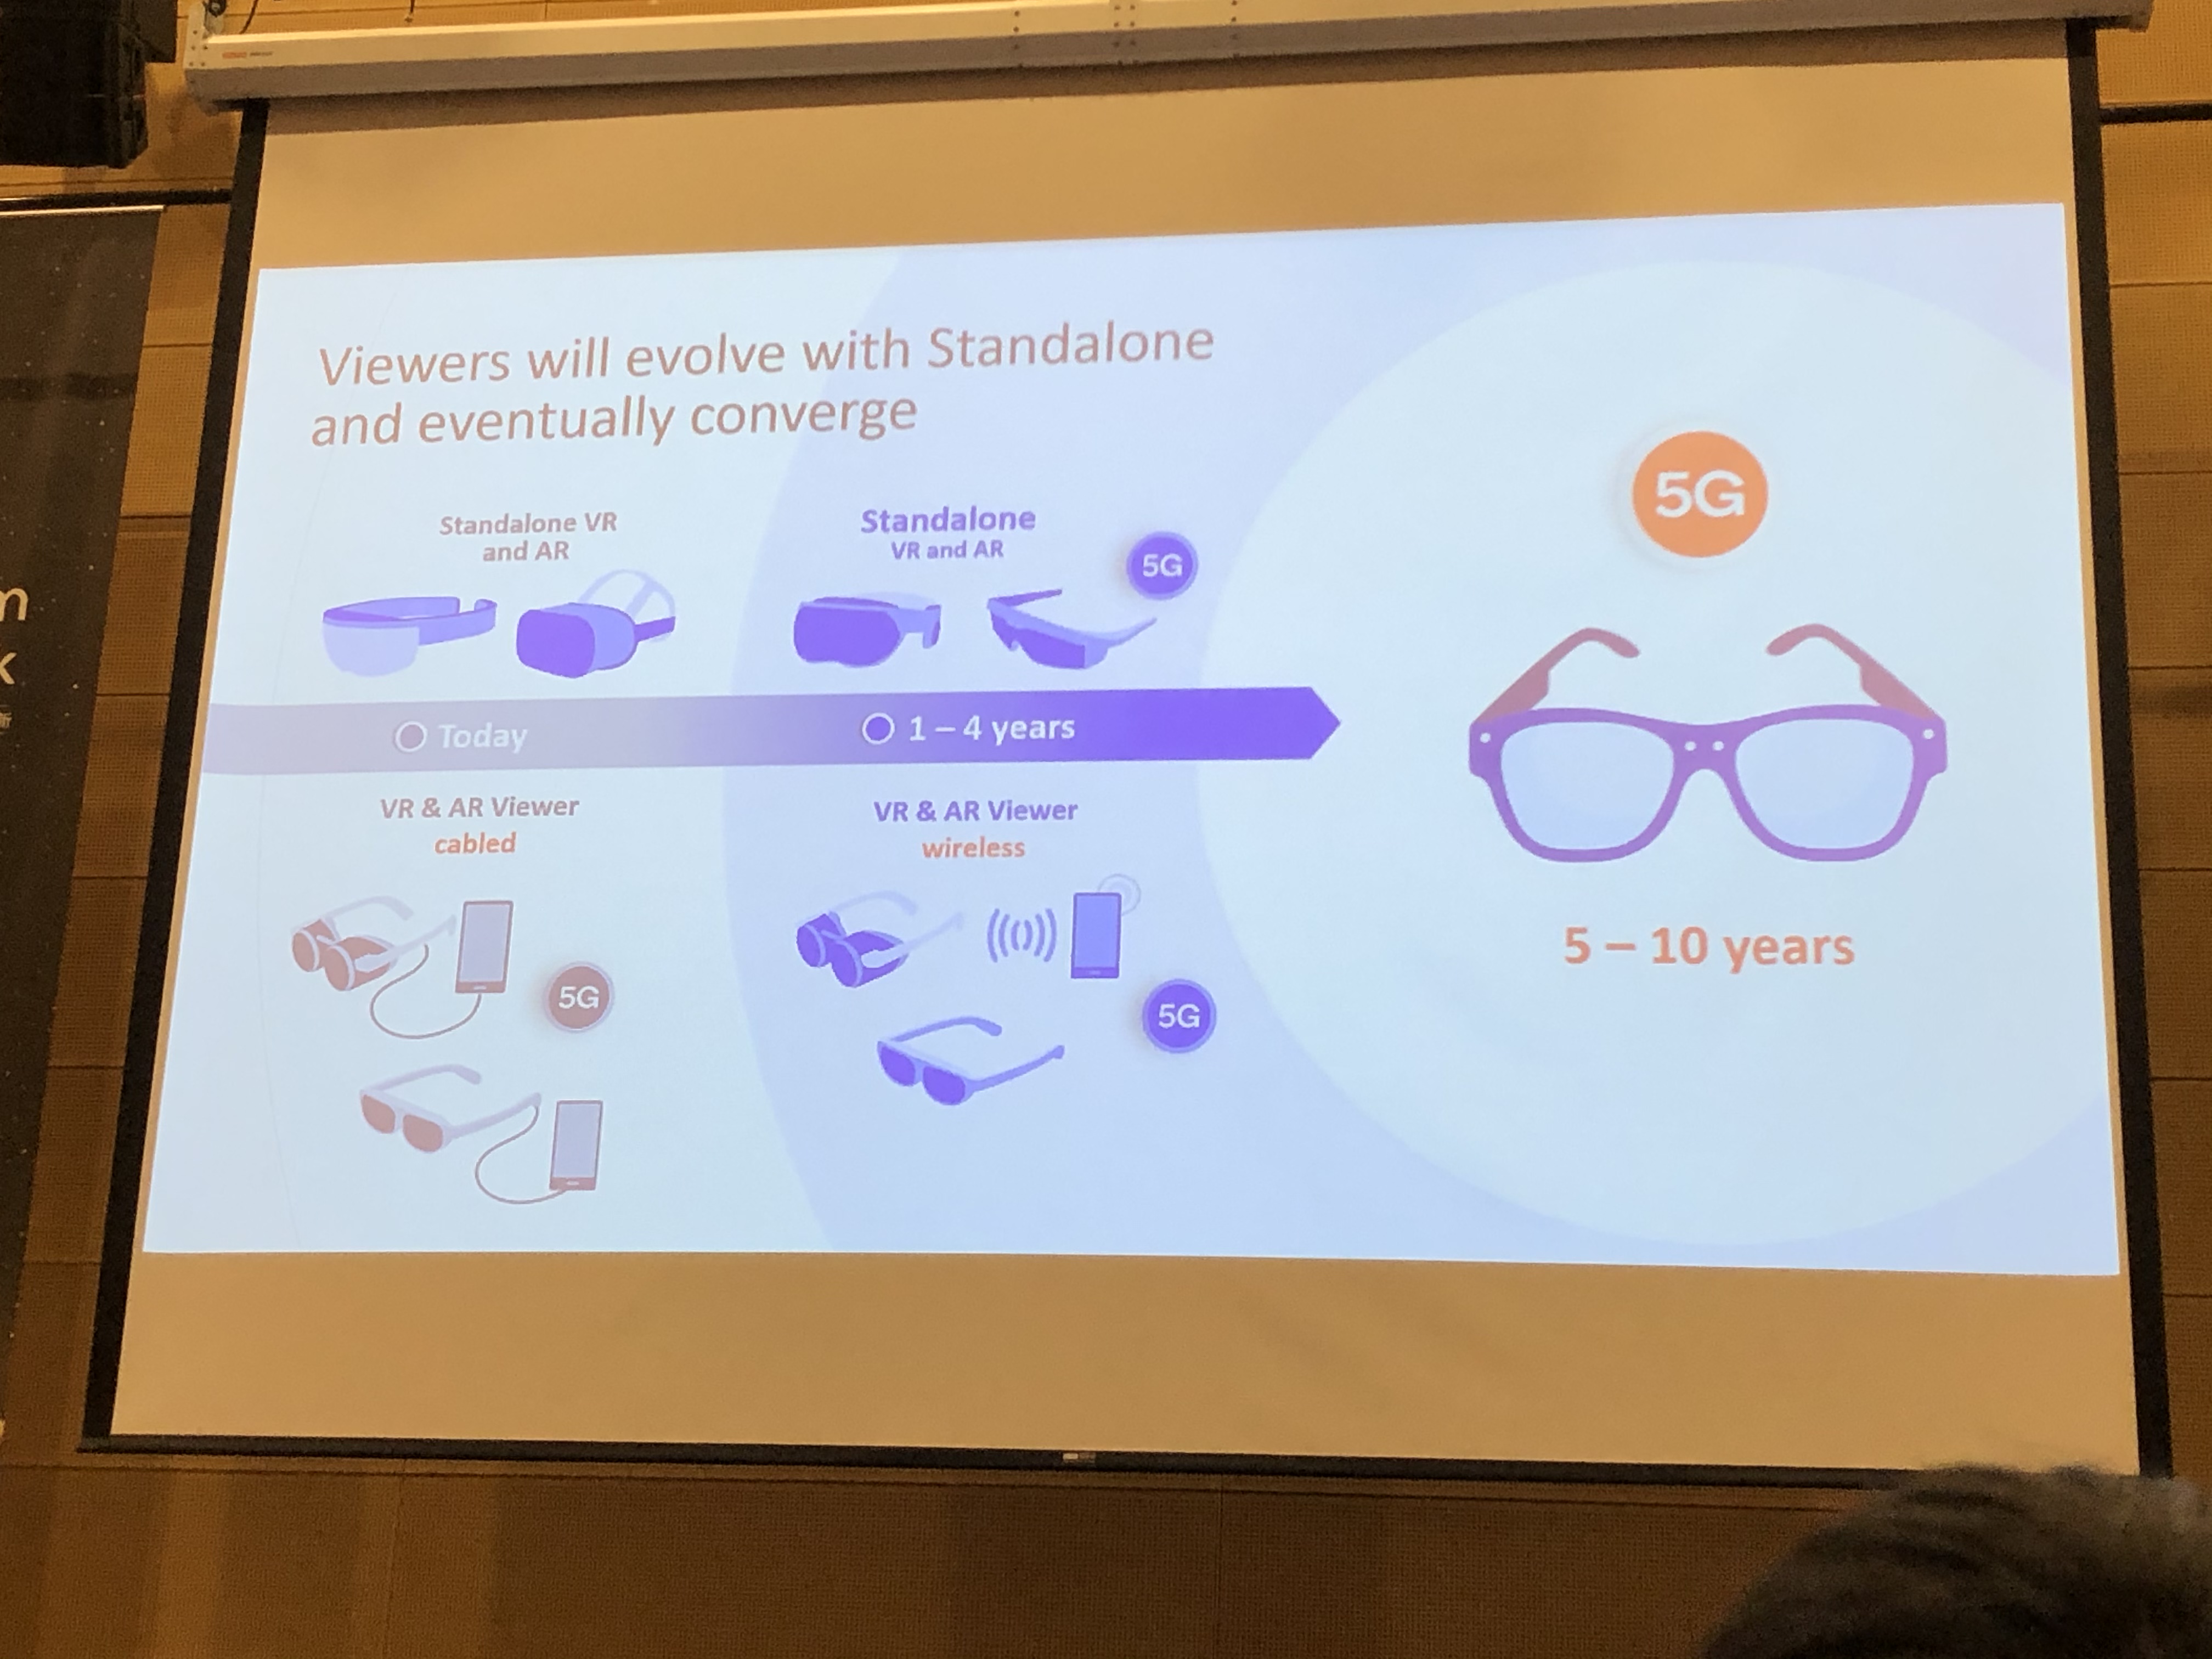 Viewers will evolve with Standalone
and eventually converge
Standalone VR
and AR
Standalone
VR and AR
5G
Today
1 – 4 years
VR & AR Viewer
cabled
5G
VR & AR Viewer
wireless
5G
5G
5 – 10 years
m
k